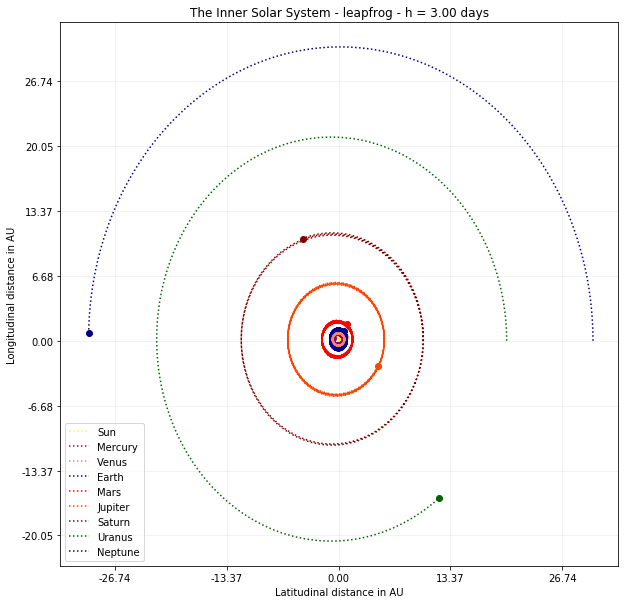 The Inner Solar System - leapfrog - h = 3.00 days
Longitudinal distance in AU
26.74
20.05
13.37
6.68
0.00
-6.68
-13.37
-20.05
Sun
Mercury
Venus
Earth
Mars
Jupiter
Saturn
Uranus
Neptune
-26.74 -13.37 0.00 13.37 26.74
Latitudinal distance in AU